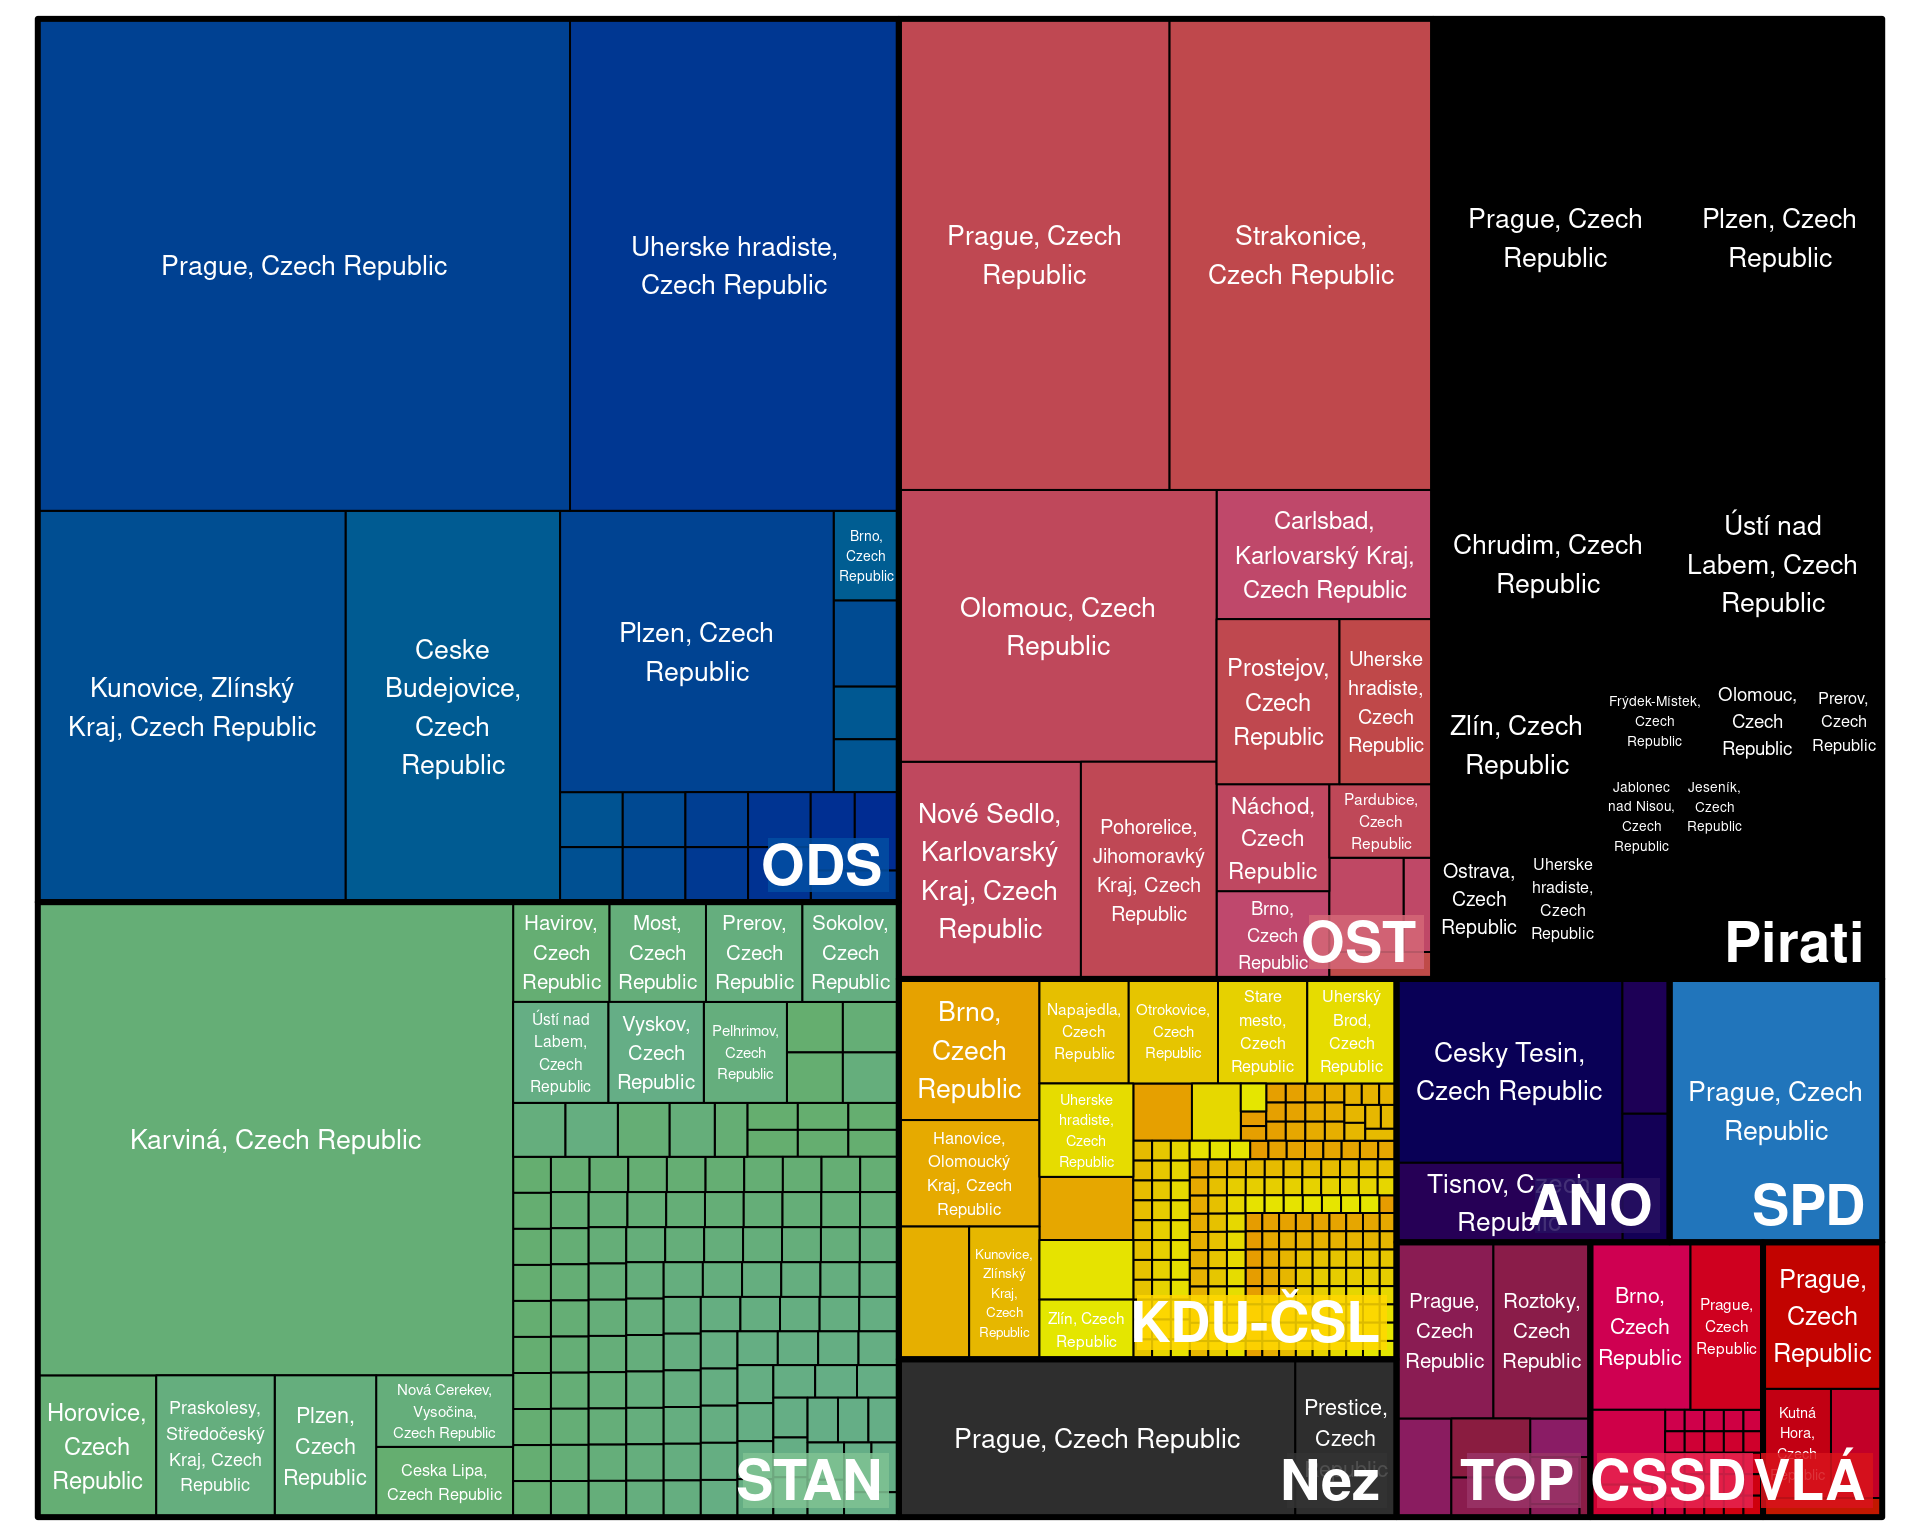 Prague, Czech Republic
Uherske hradiste,
Czech Republic
Kunovice, Zlínský
Kraj, Czech Republic
Ceske
Budejovice,
Czech
Republic
Plzen, Czech
Republic
Brno,
Czech
Republic
ODS
Karviná, Czech Republic
Havirov,
Czech
Republic
Most,
Czech
Republic
Prerov,
Czech
Republic
Sokolov,
Czech
Republic
Ústí nad
Labem,
Czech
Republic
Vyskov,
Czech
Republic
Pelhrimov,
Czech
Republic
Horovice,
Czech
Republic
Praskolesy,
Středočeský
Kraj, Czech
Republic
Plzen,
Czech
Republic
Nová Cerekev,
Vysočina,
Czech Republic
Ceska Lipa,
Czech Republic
STAN
Prague, Czech
Republic
Strakonice,
Czech Republic
Olomouc, Czech
Republic
Carlsbad,
Karlovarský Kraj,
Czech Republic
Prostejov,
Czech
Republic
Uherske
hradiste,
Czech
Republic
Nové Sedlo,
Karlovarský
Kraj, Czech
Republic
Pohorelice,
Jihomoravký
Kraj, Czech
Republic
Náchod,
Czech
Republic
Pardubice,
Czech
Republic
Brno,
Czech
Republic
OST
Prague, Czech
Republic
Plzen, Czech
Republic
Chrudim, Czech
Republic
Ústí nad
Labem, Czech
Republic
Zlín, Czech
Republic
Frýdek-Místek,
Czech
Republic
Olomouc,
Czech
Republic
Prerov,
Czech
Republic
Jablonec
nad Nisou,
Czech
Republic
Jeseník,
Czech
Republic
Ostrava,
Czech
Republic
Uherske
hradiste,
Czech
Republic
Pirati
Brno,
Czech
Republic
Napajedla,
Czech
Republic
Otrokovice,
Czech
Republic
Stare
mesto,
Czech
Republic
Uherský
Brod,
Czech
Republic
Uherske
hradiste,
Czech
Republic
Hanovice,
Olomoucký
Kraj, Czech
Republic
Kunovice,
Zlínský
Kraj,
Czech
Republic
Zlín, Czech
Republic
KDU-ČSL
Prague, Czech Republic
Prestice,
Czech
Republic
Nez
Cesky Tesin,
Czech Republic
Tisnov, Czech
Republic
ANO
Prague, Czech
Republic
SPD
Prague,
Czech
Republic
Roztoky,
Czech
Republic
TOP
Brno,
Czech
Republic
Prague,
Czech
Republic
CSSD
Prague,
Czech
Republic
Kutná
Hora,
Czech
Republic
VLÁ